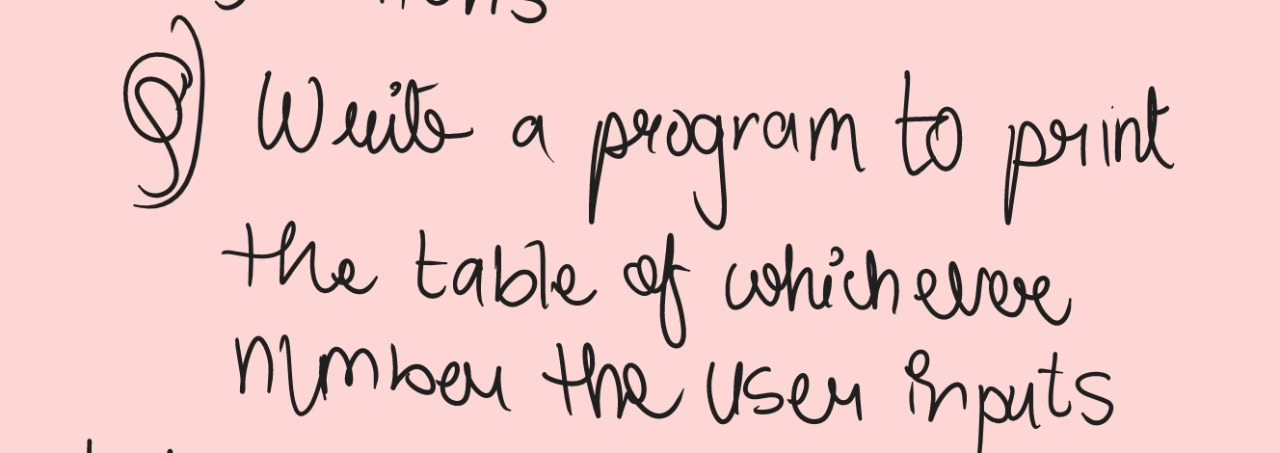 Q) Write a program to print
the table of whichever
number the user inputs